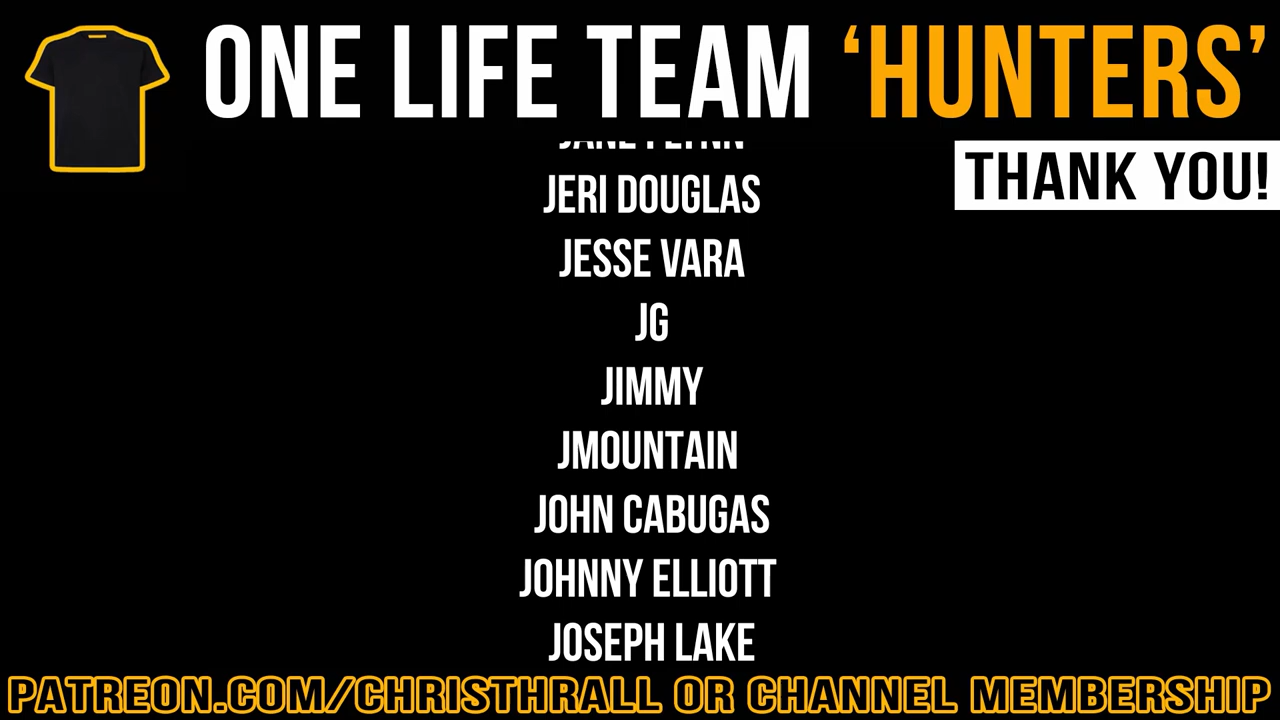 ONE LIFE TEAM ‘HUNTERS’
THANK YOU!
JERI DOUGLAS
JESSE VARA
JG
JIMMY
JMOUNTAIN
JOHN CABUGAS
JOHNNY ELLIOTT
JOSEPH LAKE
PATREON.COM/CHRISTHRALL OR CHANNEL MEMBERSHIP